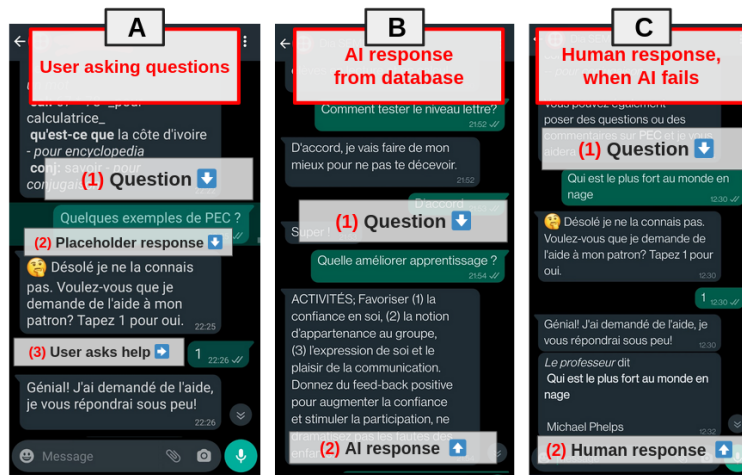 A
User asking questions
calculatrice_
qu'est-ce que la côte d'ivoire
- pour encyclopedia
conj: savoir - pour
(1) Question
Quelques exemples de PEC ?
(2) Placeholder response
Désolé je ne la connais
pas. Voulez-vous que je
demande de l'aide à mon
patron? Tapez 1 pour oui. 22:25
(3) User asks help
1 22:26
Génial! J'ai demandé de l'aide,
je vous répondrai sous peu!
22:26
Message
B
AI response
from database
Comment tester le niveau lettre?
21:52
D'accord, je vais faire de mon
mieux pour ne pas te décevoir.
21:52
D'accord
(1) Question
Super !
Quelle améliorer apprentissage ?
21:54
ACTIVITÉS; Favoriser (1) la
confiance en soi, (2) la notion
d'appartenance au groupe,
(3) l'expression de soi et le
plaisir de la communication.
Donnez du feed-back positive
pour augmenter la confiance
et stimuler la participation, ne
dramatisez pas les fautes des
(2) AI response
C
Human response,
when AI fails
Vous pouvez également
poser des questions ou des
commentaires sur PEC et je vous
(1) Question
Qui est le plus fort au monde en
nage
12:30
Désolé je ne la connais pas.
Voulez-vous que je demande de
l'aide à mon patron? Tapez 1 pour
oui.
12:30
1 12:30
Génial! J'ai demandé de l'aide, je
vous répondrai sous peu!
12:30
Le professeur dit
Qui est le plus fort au monde en
nage
Michael Phelps
12:32
(2) Human response